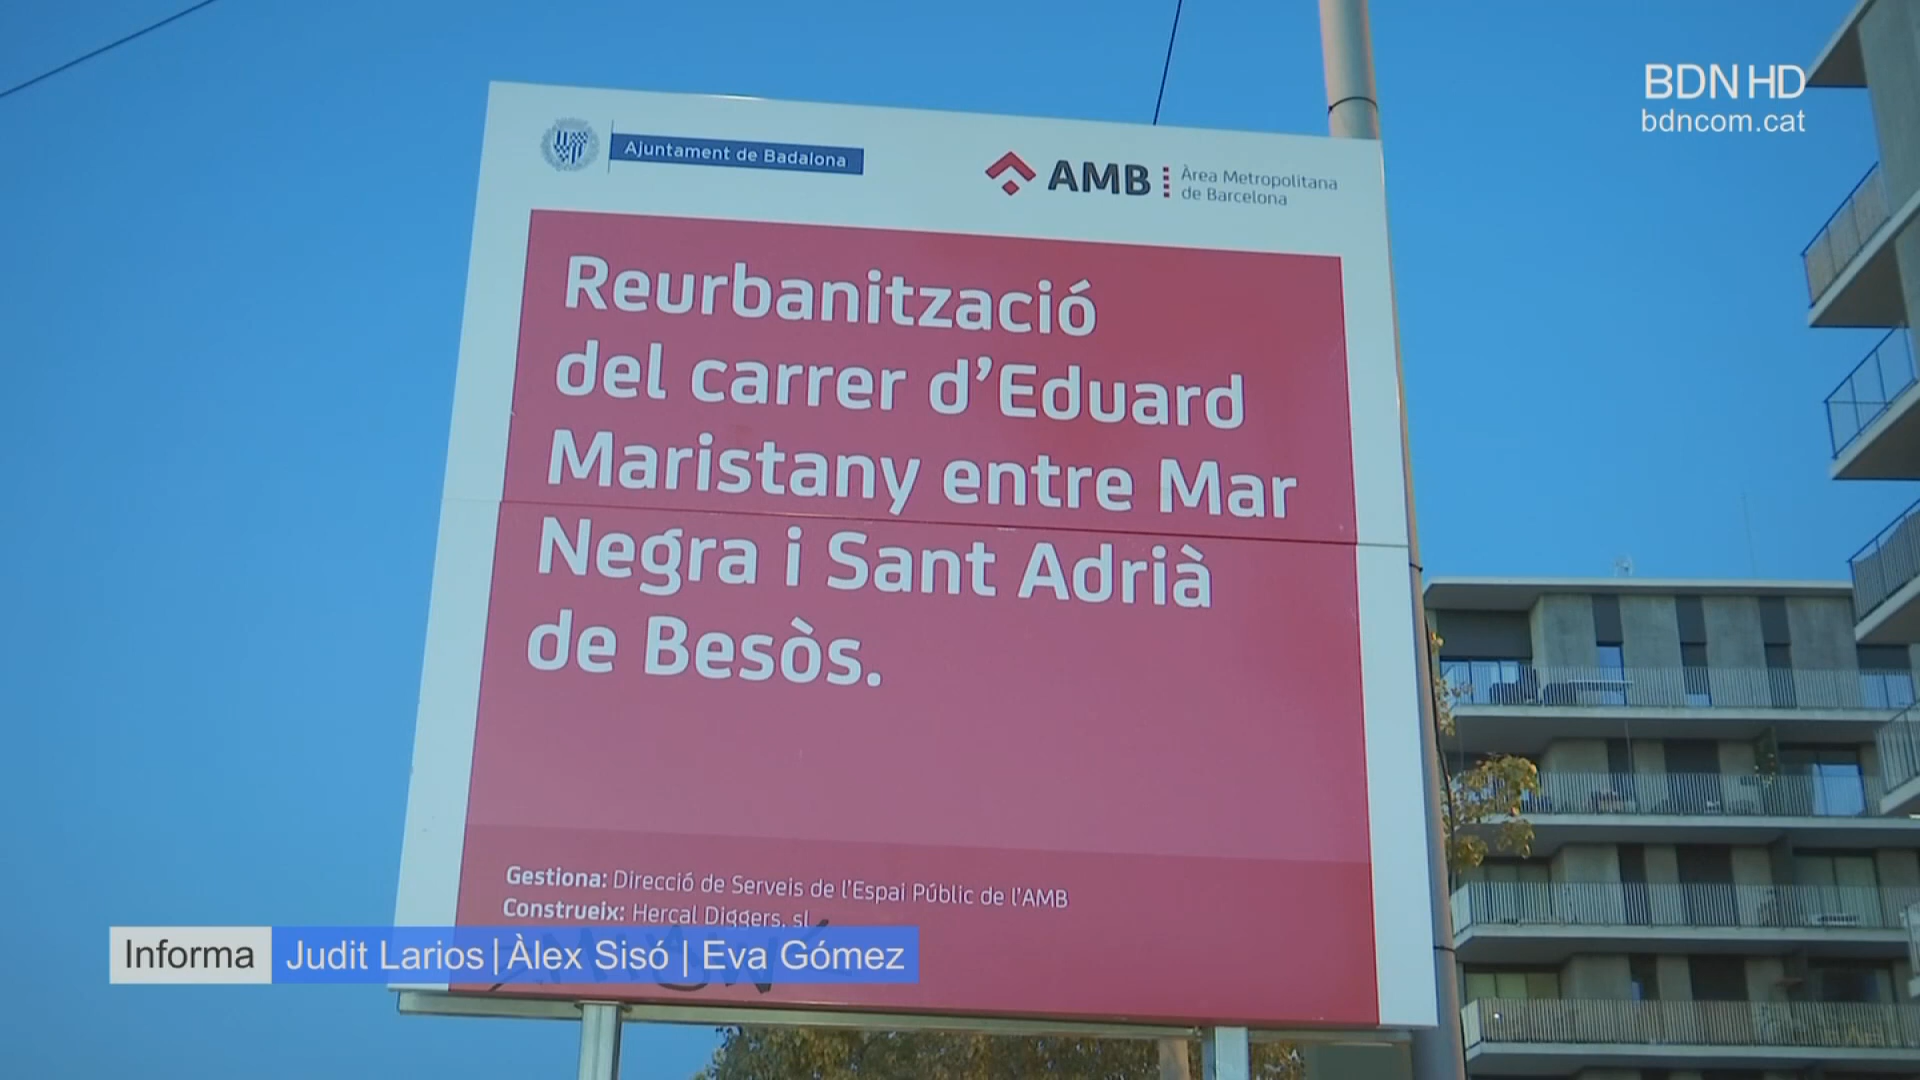 BDN HD
bdncom.cat
Ajuntament de Badalona
AMB
Àrea Metropolitana
de Barcelona
Reurbanització
del carrer d’Eduard
Maristany entre Mar
Negra i Sant Adrià
de Besòs.
Gestiona: Direcció de Serveis de l’Espai Públic de l’AMB
Construeix: Hercal Diggers, sl
Informa Judit Larios | Àlex Sisó | Eva Gómez